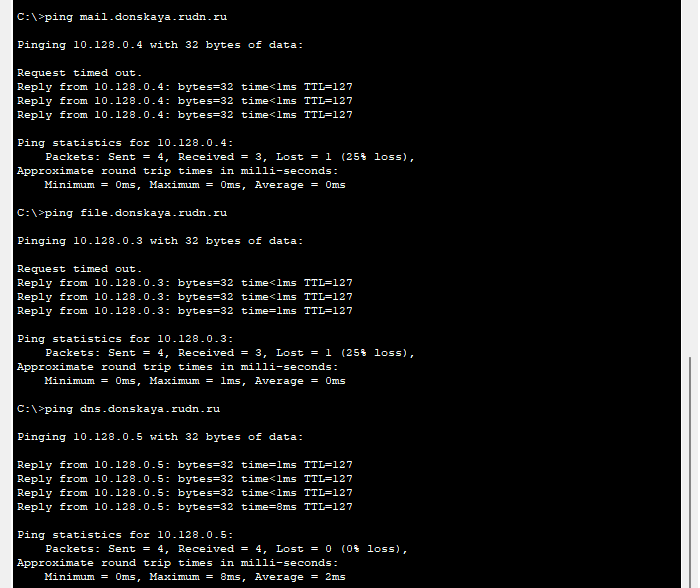 C:\>ping mail.donskaya.rudn.ru
Pinging 10.128.0.4 with 32 bytes of data:
Request timed out.
Reply from 10.128.0.4: bytes=32 time<1ms TTL=127
Reply from 10.128.0.4: bytes=32 time<1ms TTL=127
Reply from 10.128.0.4: bytes=32 time<1ms TTL=127
Ping statistics for 10.128.0.4:
    Packets: Sent = 4, Received = 3, Lost = 1 (25% loss),
Approximate round trip times in milli-seconds:
    Minimum = 0ms, Maximum = 0ms, Average = 0ms
C:\>ping file.donskaya.rudn.ru
Pinging 10.128.0.3 with 32 bytes of data:
Request timed out.
Reply from 10.128.0.3: bytes=32 time<1ms TTL=127
Reply from 10.128.0.3: bytes=32 time<1ms TTL=127
Reply from 10.128.0.3: bytes=32 time=1ms TTL=127
Ping statistics for 10.128.0.3:
    Packets: Sent = 4, Received = 3, Lost = 1 (25% loss),
Approximate round trip times in milli-seconds:
    Minimum = 0ms, Maximum = 1ms, Average = 0ms
C:\>ping dns.donskaya.rudn.ru
Pinging 10.128.0.5 with 32 bytes of data:
Reply from 10.128.0.5: bytes=32 time=1ms TTL=127
Reply from 10.128.0.5: bytes=32 time<1ms TTL=127
Reply from 10.128.0.5: bytes=32 time<1ms TTL=127
Reply from 10.128.0.5: bytes=32 time=8ms TTL=127
Ping statistics for 10.128.0.5:
    Packets: Sent = 4, Received = 4, Lost = 0 (0% loss),
Approximate round trip times in milli-seconds:
    Minimum = 0ms, Maximum = 8ms, Average = 2ms